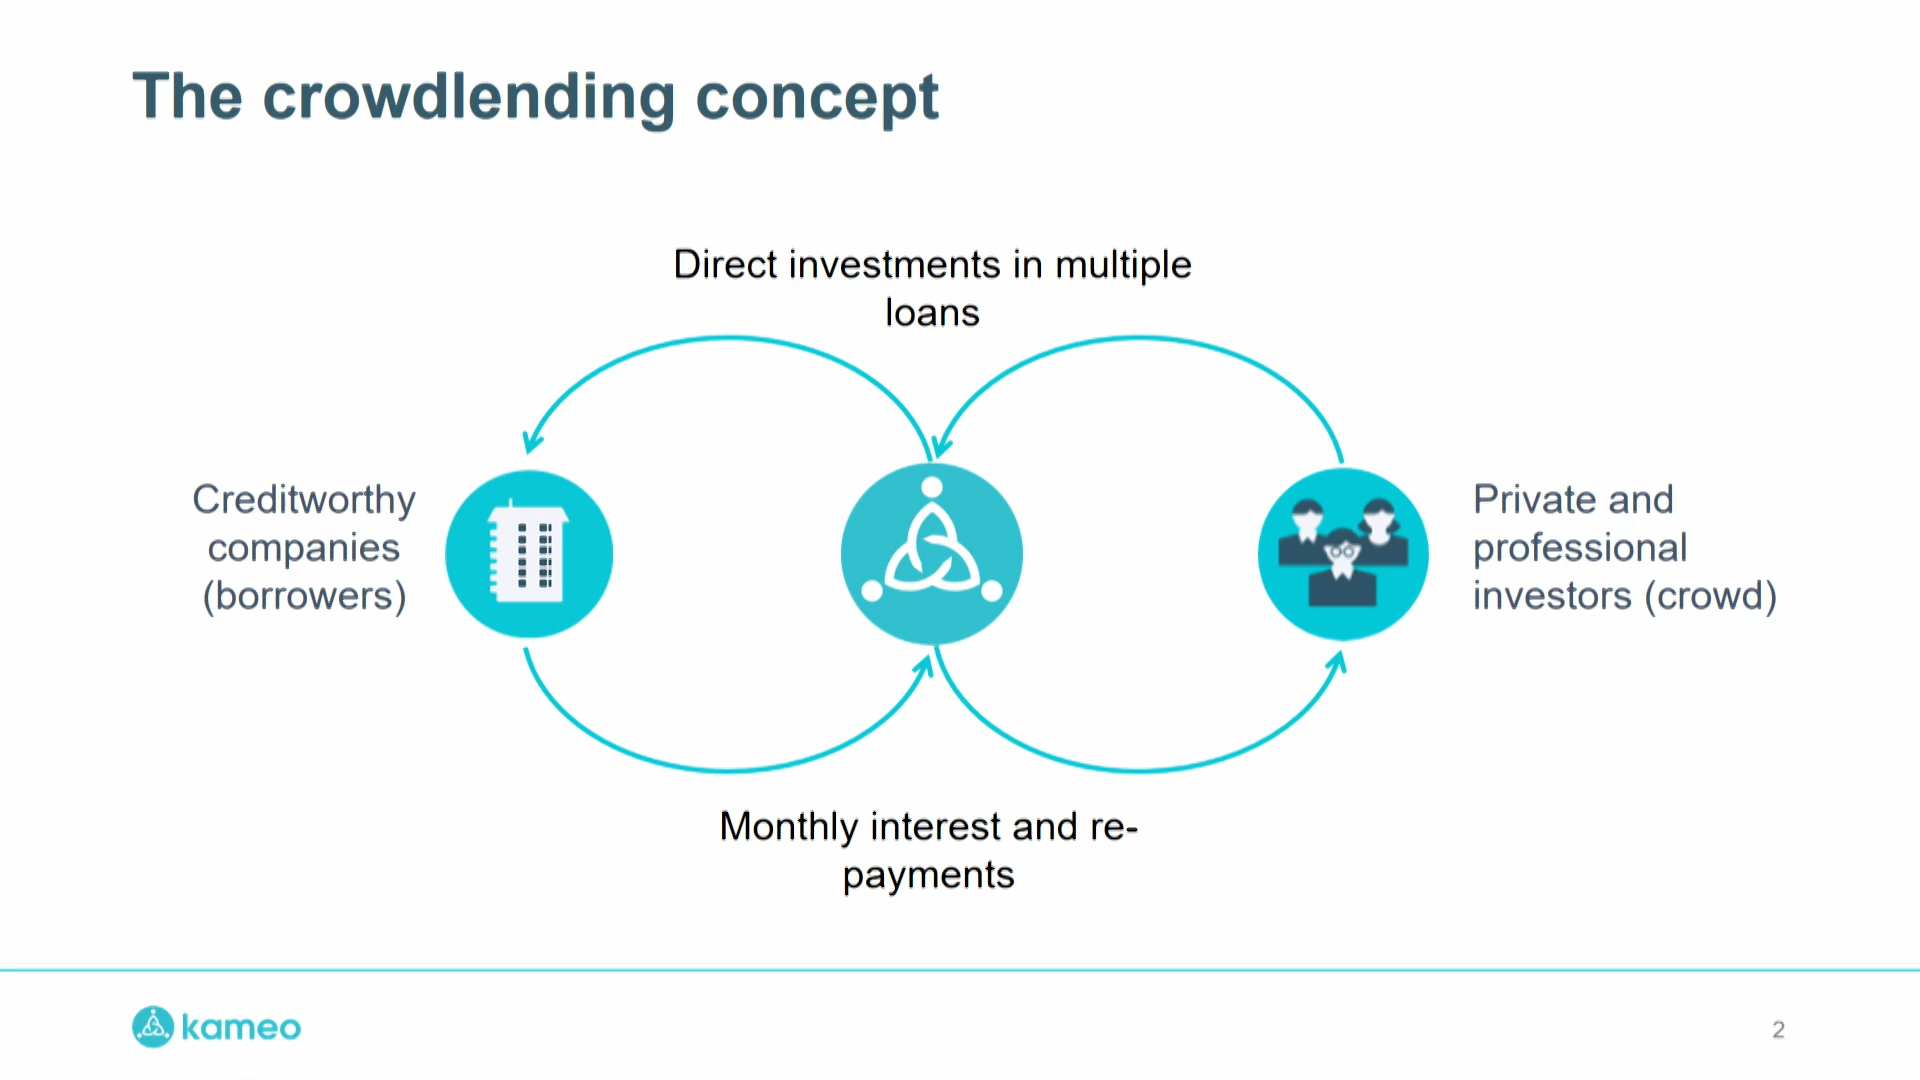 The crowdlending concept
Direct investments in multiple
loans
Creditworthy
companies
(borrowers)
Private and
professional
investors (crowd)
Monthly interest and re-
payments
kameo
2